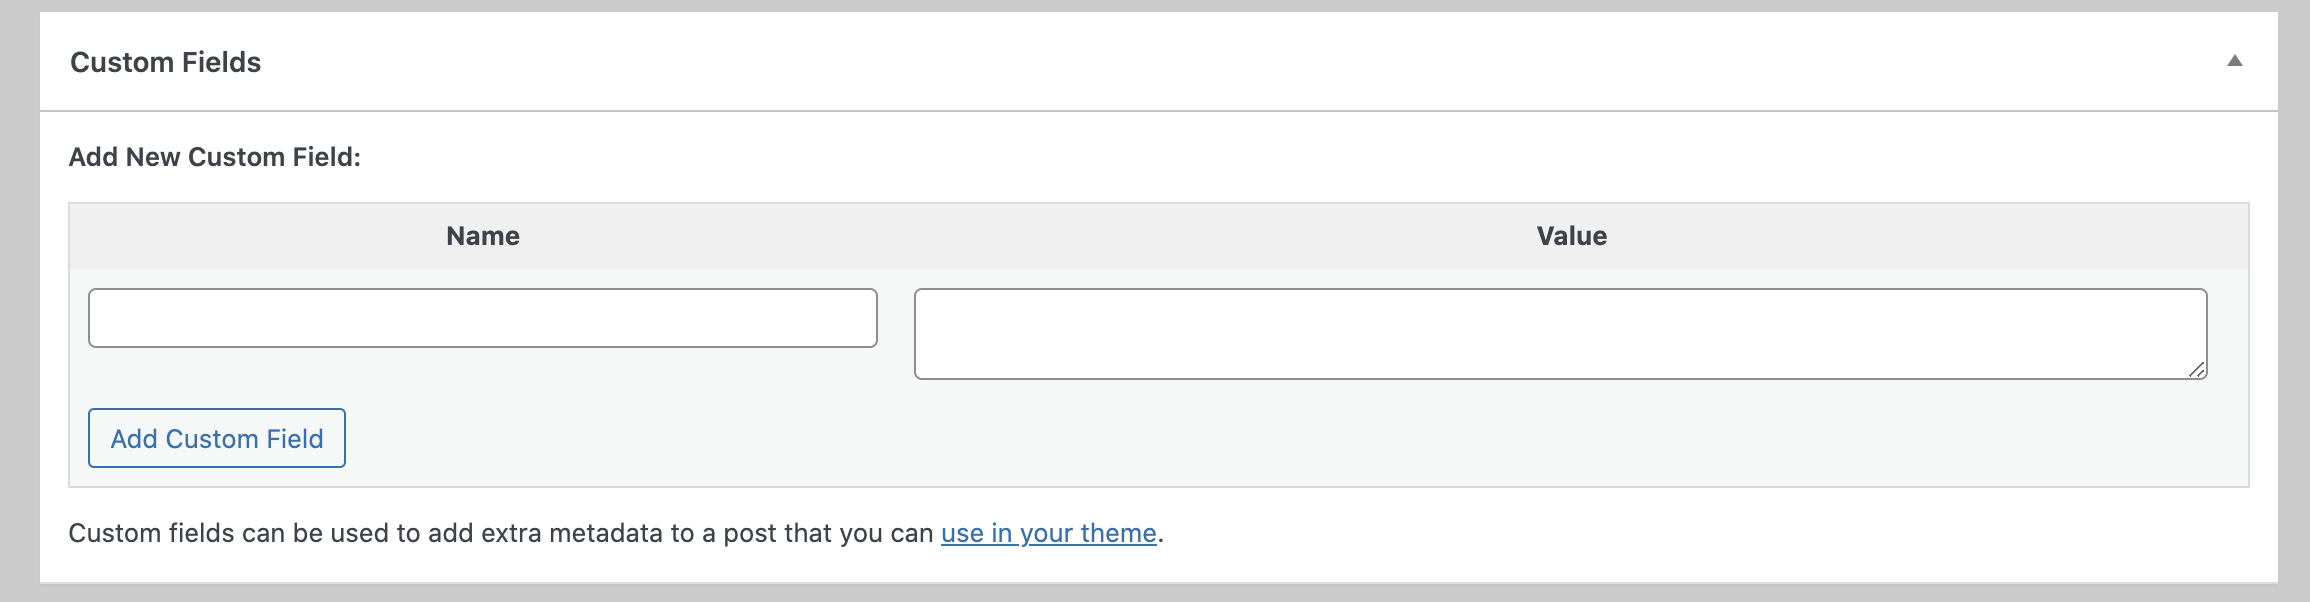 Custom Fields
Add New Custom Field:
Name Value
Add Custom Field
Custom fields can be used to add extra metadata to a post that you can use in your theme.